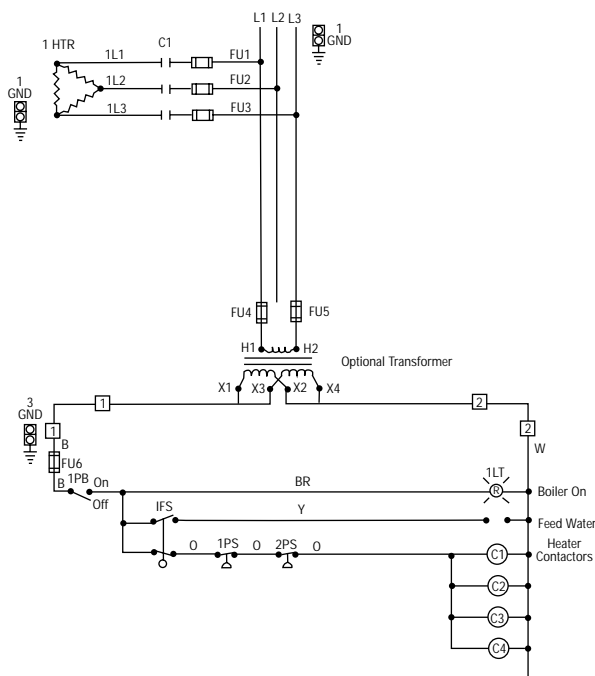 L1 L2 L3
1
GND
1 HTR
C1
1L1
FU1
1
GND
1L2
FU2
1L3
FU3
FU4
FU5
H1
H2
Optional Transformer
X1
X3
X2
X4
1
2
3
GND
1
2
B
W
FU6
B
1PB
On
Off
BR
1LT
R
Boiler On
IFS
Y
Feed Water
O
1PS
O
2PS
O
C1
Heater
Contactors
C2
C3
C4